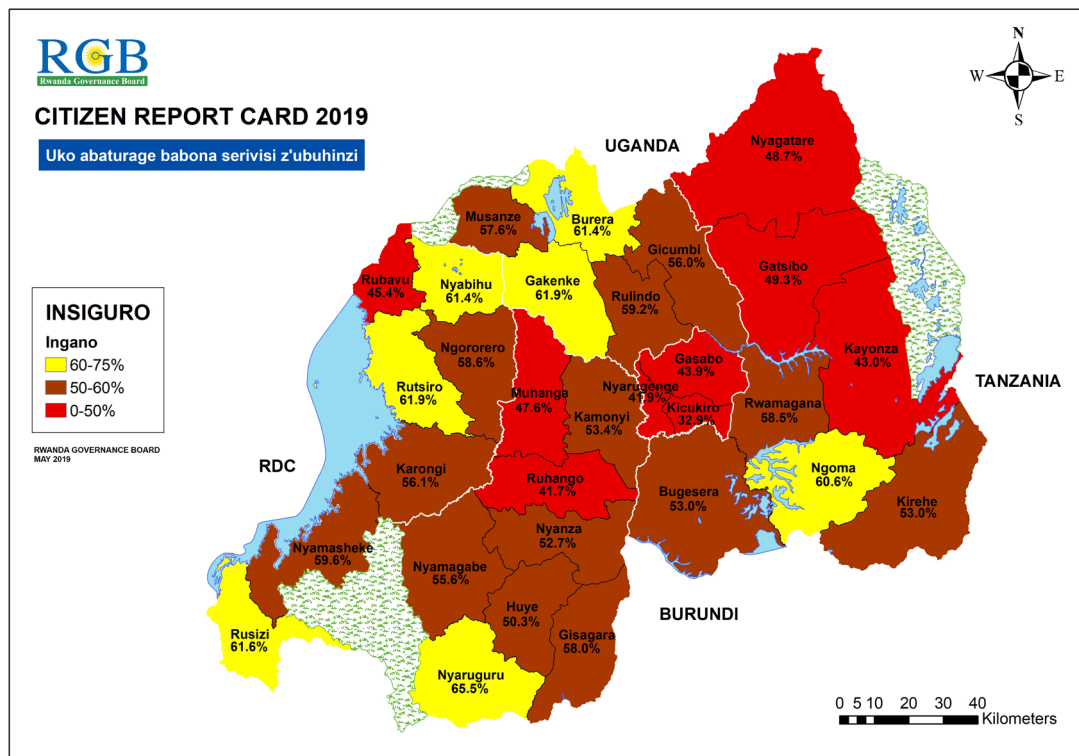 RGB
Rwanda Governance Board
CITIZEN REPORT CARD 2019
Uko abaturage babona serivisi z'ubuhinzi
N
W
E
S
UGANDA
Nyagatare
48.7%
Musanze
57.6%
Burera
61.4%
Gicumbi
56.0%
Gatsibo
49.3%
Rubavu
45.4%
Nyabihu
61.4%
Gakenke
61.9%
Rulindo
59.2%
INSIGURO
Ingano
60-75%
50-60%
0-50%
RWANDA GOVERNANCE BOARD
MAY 2019
Ngororero
58.6%
Rutsiro
61.9%
Muhanga
47.6%
Gasabo
43.9%
Nyarugenge
41.9%
Kicukiro
32.9%
Kayonza
43.0%
TANZANIA
Rwamagana
58.5%
Kamonyi
53.4%
RDC
Karongi
56.1%
Ruhango
41.7%
Bugesera
53.0%
Ngoma
60.6%
Kirehe
53.0%
Nyamasheke
59.6%
Nyamagabe
55.6%
Nyanza
52.7%
BURUNDI
Huye
50.3%
Gisagara
58.0%
Rusizi
61.6%
Nyaruguru
65.5%
0 5 10 20 30 40
Kilometers